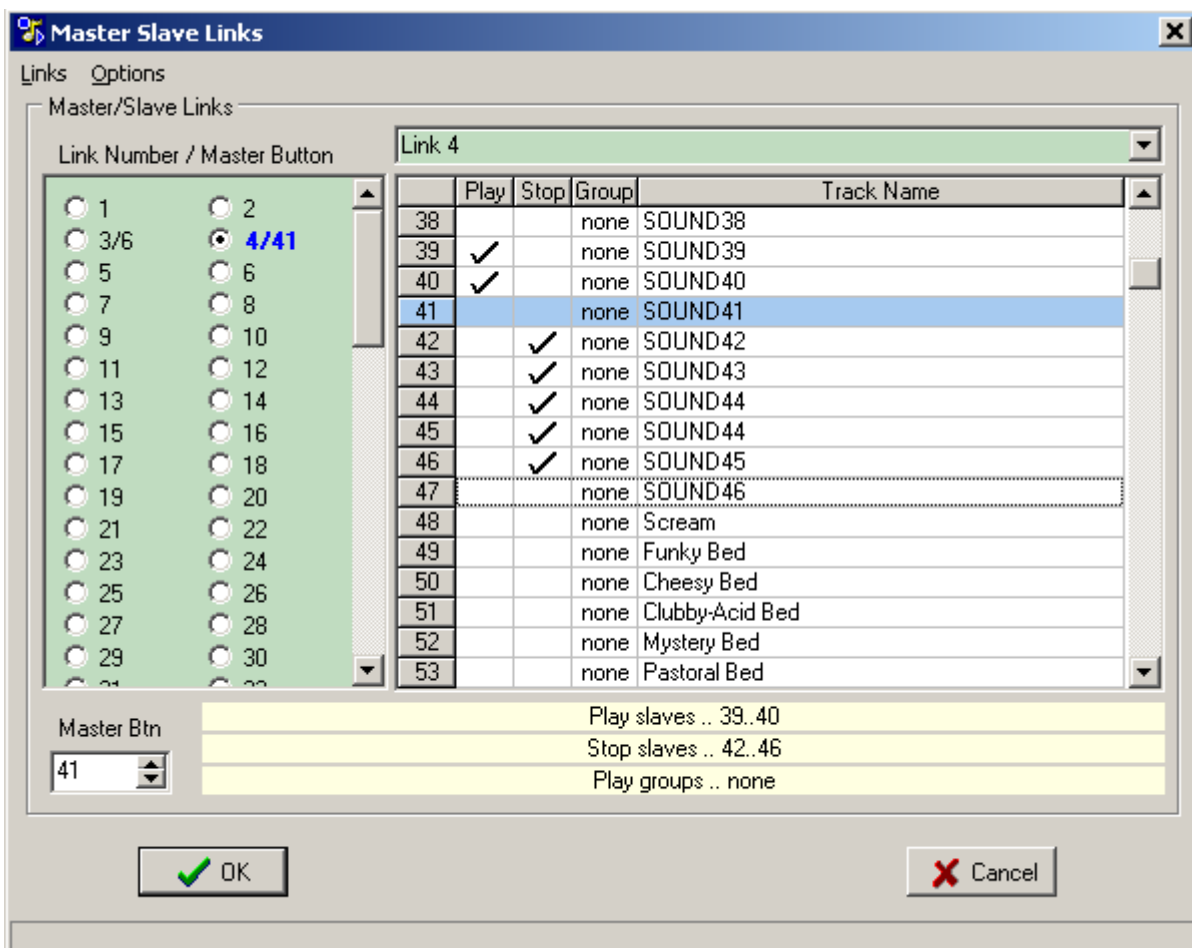 Master Slave Links
Links Options
Master/Slave Links
Link Number / Master Button
Link 4
1 2
3/6 4/41
5 6
7 8
9 10
11 12
13 14
15 16
17 18
19 20
21 22
23 24
25 26
27 28
29 30
Play Stop Group Track Name
38 none SOUND38
39 none SOUND39
40 none SOUND40
41 none SOUND41
42 none SOUND42
43 none SOUND43
44 none SOUND44
45 none SOUND44
46 none SOUND45
47 none SOUND46
48 none Scream
49 none Funky Bed
50 none Cheesy Bed
51 none Clubby-Acid Bed
52 none Mystery Bed
53 none Pastoral Bed
Master Btn
41
Play slaves .. 39..40
Stop slaves .. 42..46
Play groups .. none
OK Cancel